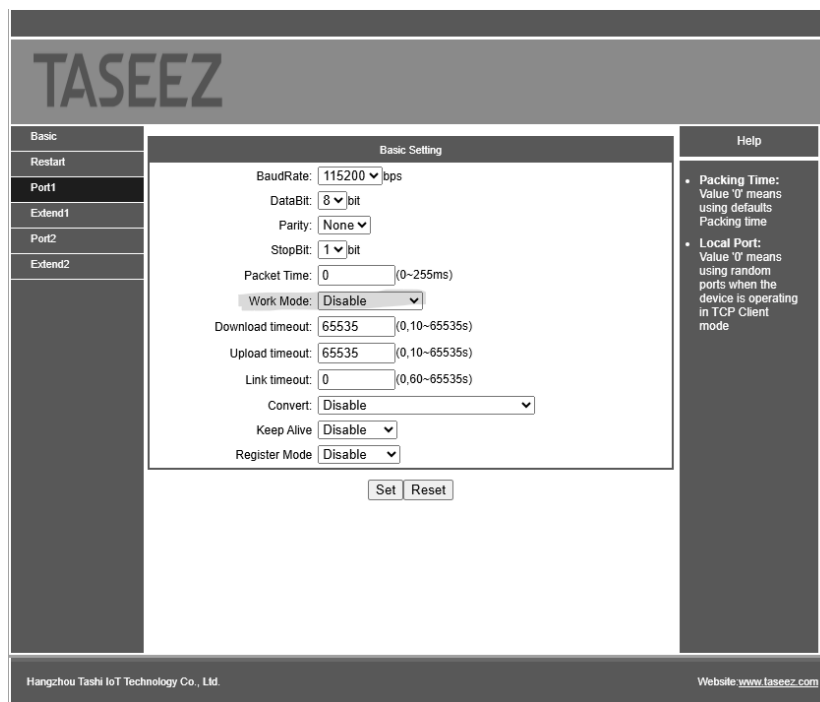 TASEEZ
Basic
Restart
Port1
Extend1
Port2
Extend2
Basic Setting
BaudRate: 115200 bps
DataBit: 8 bit
Parity: None
StopBit: 1 bit
Packet Time: 0 (0~255ms)
Work Mode: Disable
Download timeout: 65535 (0,10~65535s)
Upload timeout: 65535 (0,10~65535s)
Link timeout: 0 (0,60~65535s)
Convert: Disable
Keep Alive Disable
Register Mode Disable
Set Reset
Help
• Packing Time:
Value '0' means
using defaults
Packing time
• Local Port:
Value '0' means
using random
ports when the
device is operating
in TCP Client
mode
Hangzhou Tashi IoT Technology Co., Ltd.
Website:www.taseez.com